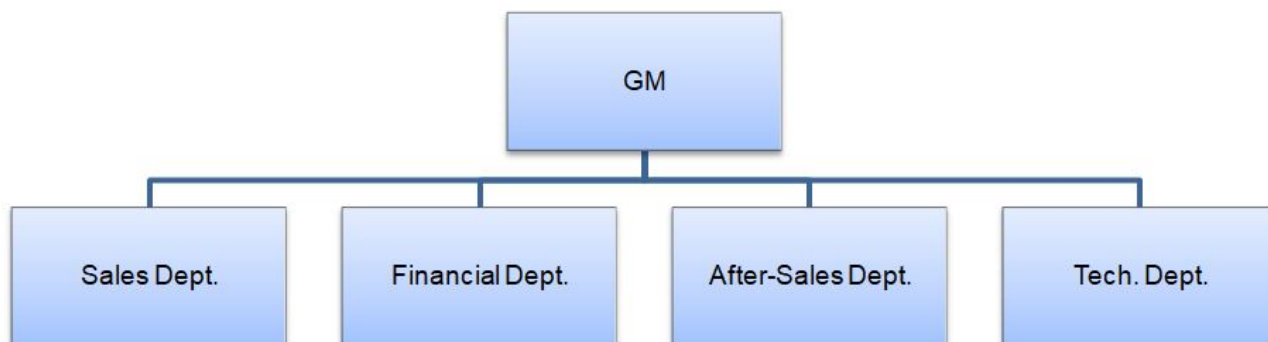 GM
Sales Dept.
Financial Dept.
After-Sales Dept.
Tech. Dept.